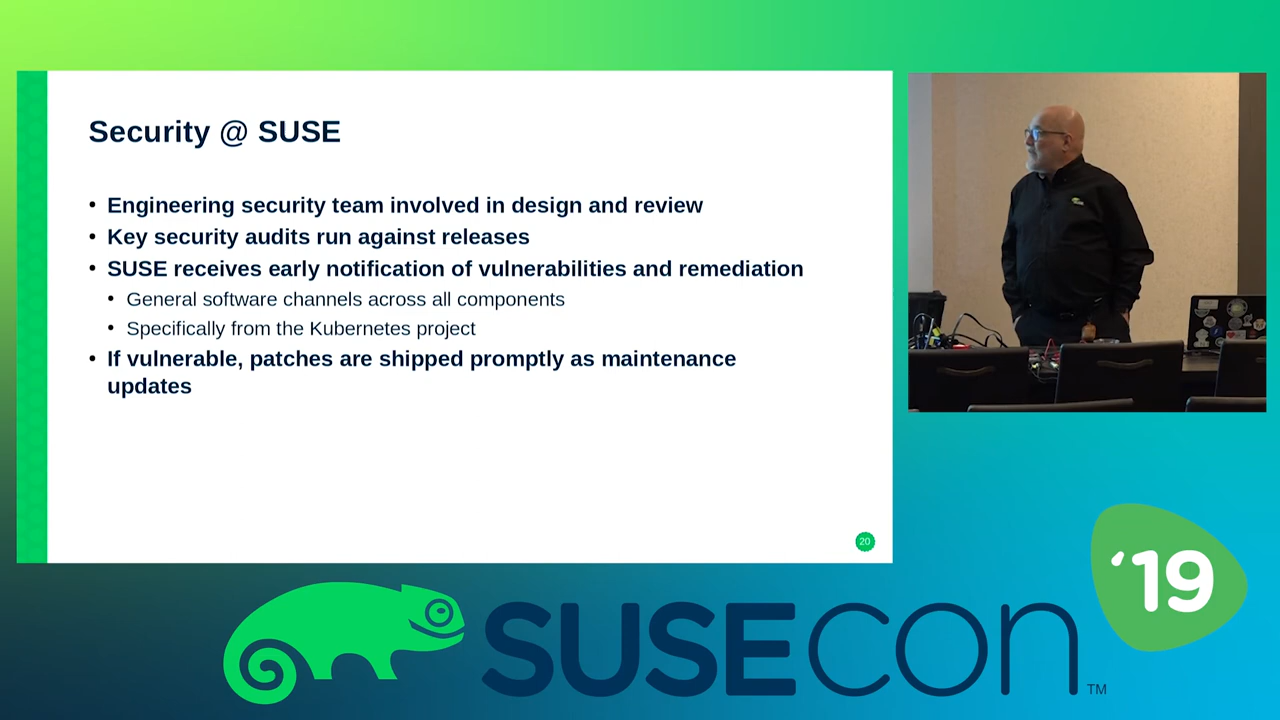 Security @ SUSE
• Engineering security team involved in design and review
• Key security audits run against releases
• SUSE receives early notification of vulnerabilities and remediation
• General software channels across all components
• Specifically from the Kubernetes project
• If vulnerable, patches are shipped promptly as maintenance
updates
20
‘19
SUSECON
TM